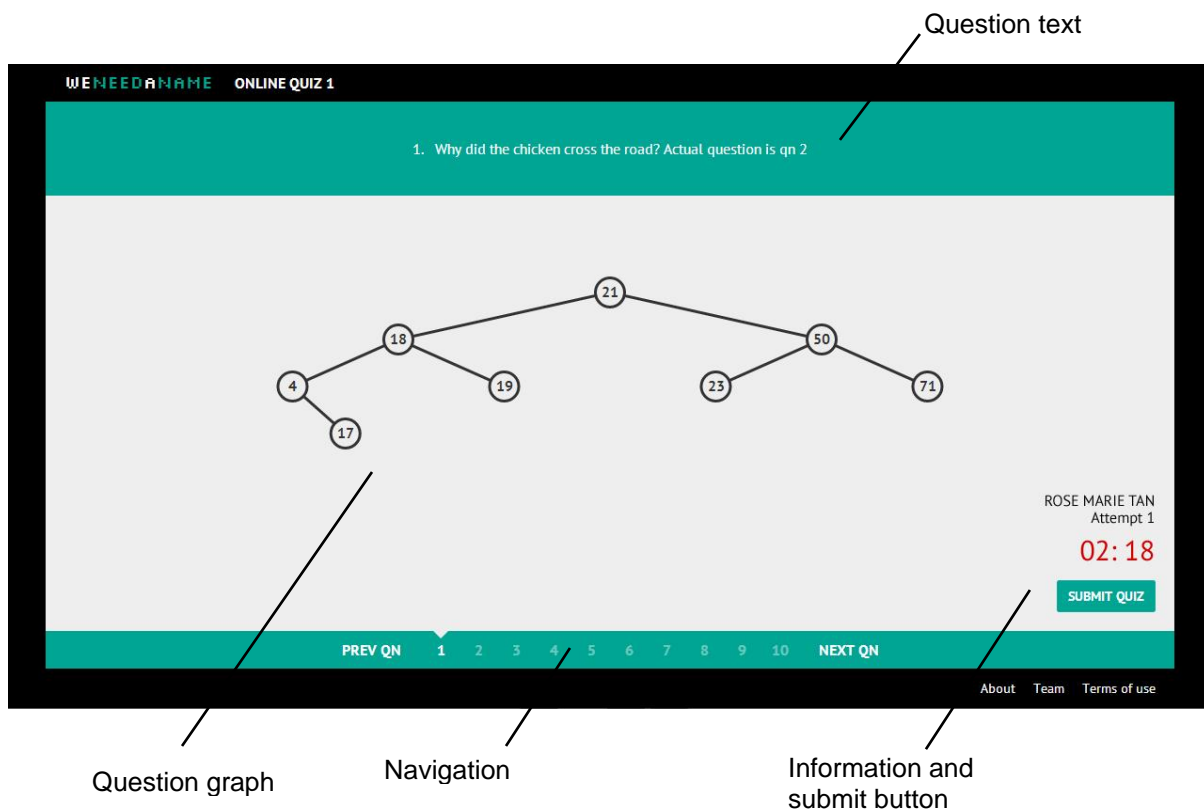 Question text
WENEEDANAME ONLINE QUIZ 1
1. Why did the chicken cross the road? Actual question is qn 2
21
18
50
4
19
23
71
17
ROSE MARIE TAN
Attempt 1
02: 18
SUBMIT QUIZ
PREV QN 1 2 3 4 5 6 7 8 9 10 NEXT QN
About Team Terms of use
Question graph
Navigation
Information and
submit button